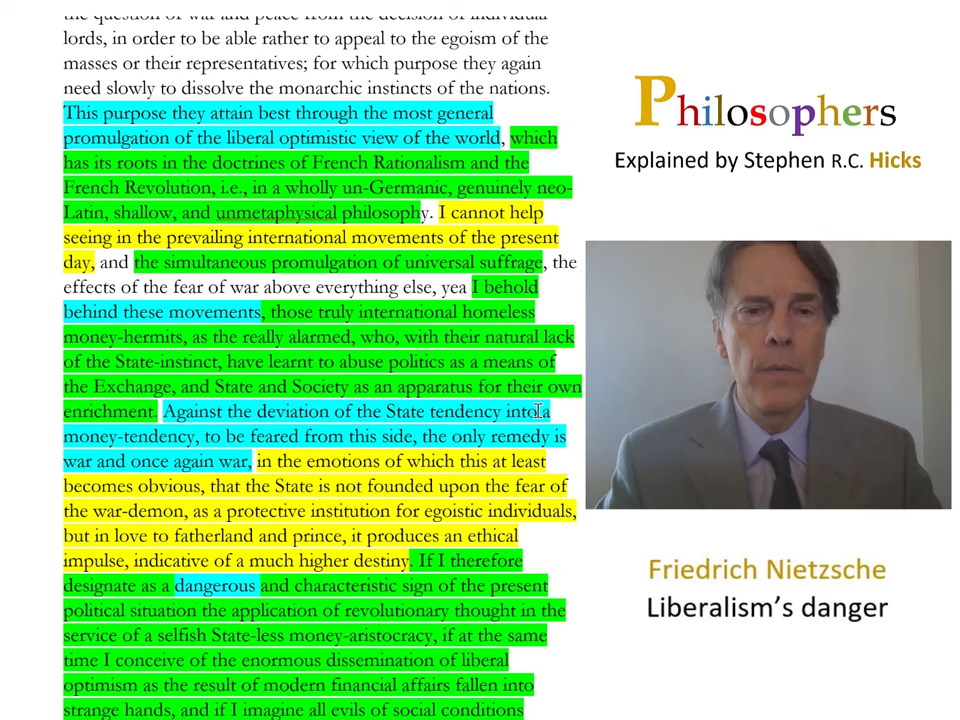 the question of war and peace from the decision of individual
lords, in order to be able rather to appeal to the egoism of the
masses or their representatives; for which purpose they again
need slowly to dissolve the monarchic instincts of the nations.
This purpose they attain best through the most general
promulgation of the liberal optimistic view of the world, which
has its roots in the doctrines of French Rationalism and the
French Revolution, i.e., in a wholly un-Germanic, genuinely neo-
Latin, shallow, and unmetaphysical philosophy. I cannot help
seeing in the prevailing international movements of the present
day, and the simultaneous promulgation of universal suffrage, the
effects of the fear of war above everything else, yea I behold
behind these movements, those truly international homeless
money-hermits, as the really alarmed, who, with their natural lack
of the State-instinct, have learnt to abuse politics as a means of
the Exchange, and State and Society as an apparatus for their own
enrichment. Against the deviation of the State tendency into a
money-tendency, to be feared from this side, the only remedy is
war and once again war, in the emotions of which this at least
becomes obvious, that the State is not founded upon the fear of
the war-demon, as a protective institution for egoistic individuals,
but in love to fatherland and prince, it produces an ethical
impulse, indicative of a much higher destiny. If I therefore
designate as a dangerous and characteristic sign of the present
political situation the application of revolutionary thought in the
service of a selfish State-less money-aristocracy, if at the same
time I conceive of the enormous dissemination of liberal
optimism as the result of modern financial affairs fallen into
strange hands, and if I imagine all evils of social conditions
Philosophers
Explained by Stephen R.C. Hicks
Friedrich Nietzsche
Liberalism's danger